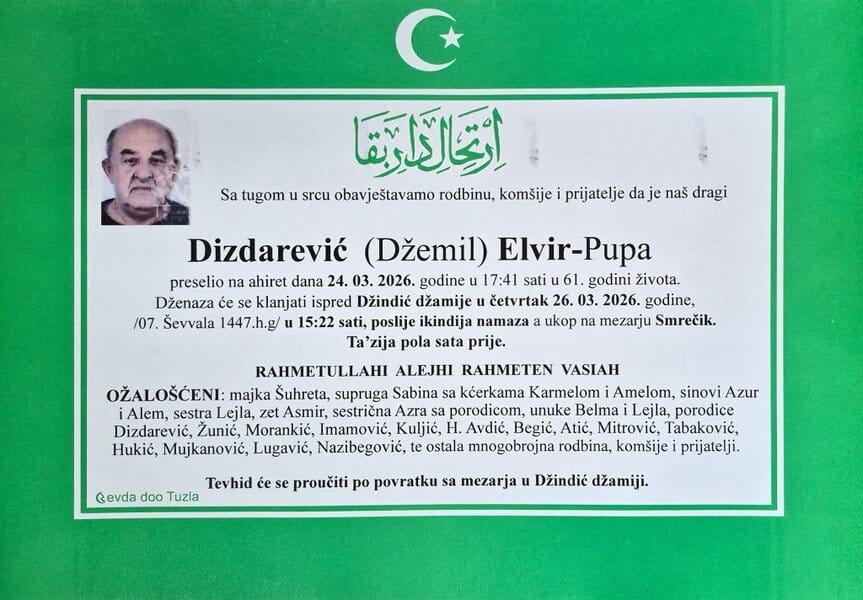 اِرْتِحَالِ دَارِ بَقَا
Sa tugom u srcu obavještavamo rodbinu, komšije i prijatelje da je naš dragi
Dizdarević (Džemil) Elvir-Pupa
preselio na ahiret dana 24. 03. 2026. godine u 17:41 sati u 61. godini života.
Dženaza će se klanjati ispred Džindić džamije u četvrtak 26. 03. 2026. godine,
/07. Ševvala 1447.h.g/ u 15:22 sati, poslije ikindija namaza a ukop na mezarju Smrečik.
Ta’zija pola sata prije.
RAHMETULLAHI ALEJHI RAHMETEN VASIAH
OŽALOŠĆENI: majka Šuhreta, supruga Sabina sa kćerkama Karmelom i Amelom, sinovi Azur
i Alem, sestra Lejla, zet Asmir, sestrična Azra sa porodicom, unuke Belma i Lejla, porodice
Dizdarević, Žunić, Morankić, Imamović, Kuljić, H. Avdić, Begić, Atić, Mitrović, Tabaković,
Hukić, Mujkanović, Lugavić, Nazibegović, te ostala mnogobrojna rodbina, komšije i prijatelji.
Tevhid će se proučiti po povratku sa mezarja u Džindić džamiji.
Sevda doo Tuzla